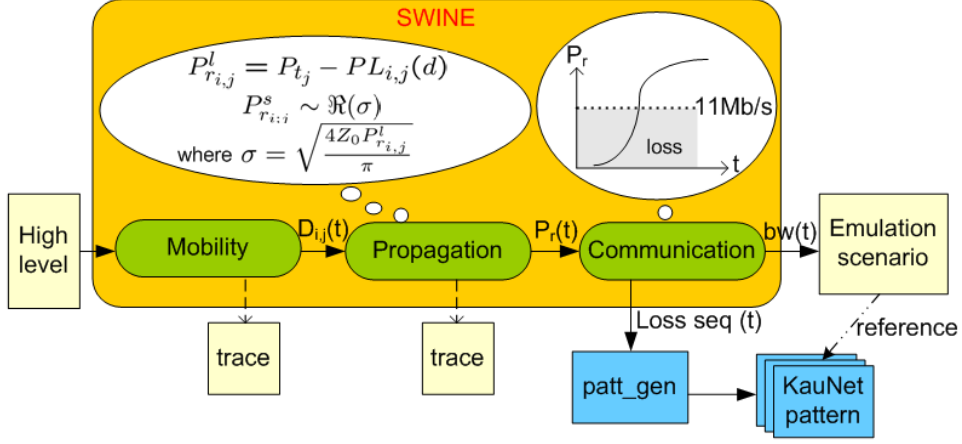 SWINE
P^l_{r_{i,j}} = P_{t_j} − PL_{i,j}(d)
P^s_{r_{i;j}} ∼ ℜ(σ)
where σ = √(4Z_0 P^l_{r_{i,j}} / π)
P_r
11Mb/s
loss
t
High
level
Mobility
D_{i,j}(t)
Propagation
P_r(t)
Communication
bw(t)
Emulation
scenario
trace
trace
Loss seq (t)
reference
patt_gen
KauNet
pattern